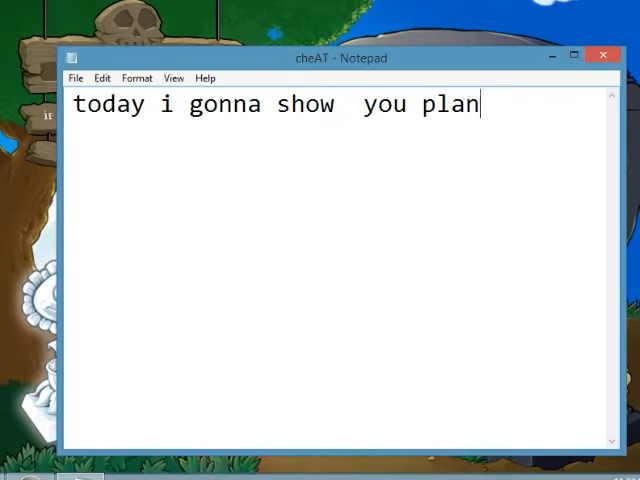 cheAT - Notepad
File Edit Format View Help
today i gonna show  you plan